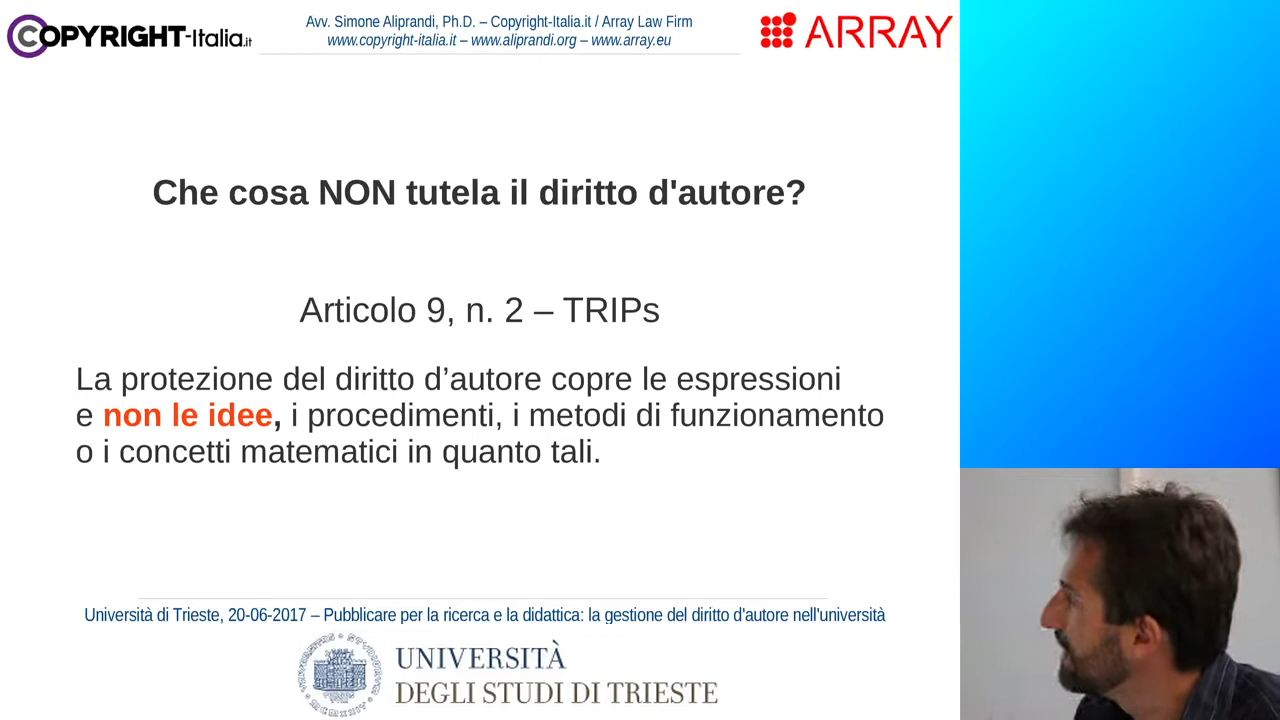 COPYRIGHT-Italia.it
Avv. Simone Aliprandi, Ph.D. – Copyright-Italia.it / Array Law Firm
www.copyright-italia.it – www.aliprandi.org – www.array.eu
ARRAY
Che cosa NON tutela il diritto d'autore?
Articolo 9, n. 2 – TRIPs
La protezione del diritto d’autore copre le espressioni
e non le idee, i procedimenti, i metodi di funzionamento
o i concetti matematici in quanto tali.
Università di Trieste, 20-06-2017 – Pubblicare per la ricerca e la didattica: la gestione del diritto d'autore nell'università
UNIVERSITÀ
DEGLI STUDI DI TRIESTE